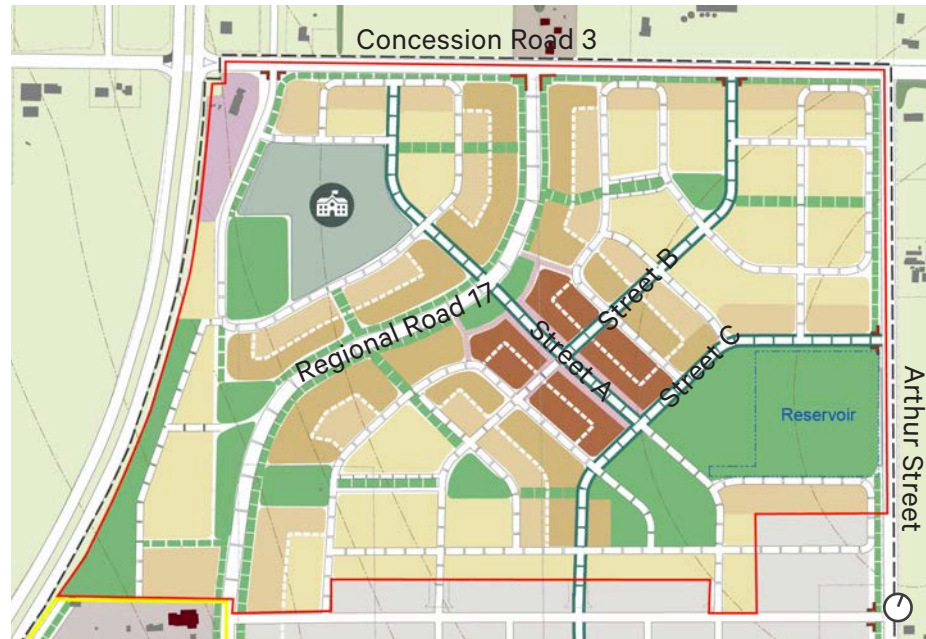 Concession Road 3
Regional Road 17
Street A
Street B
Street C
Reservoir
Arthur Street